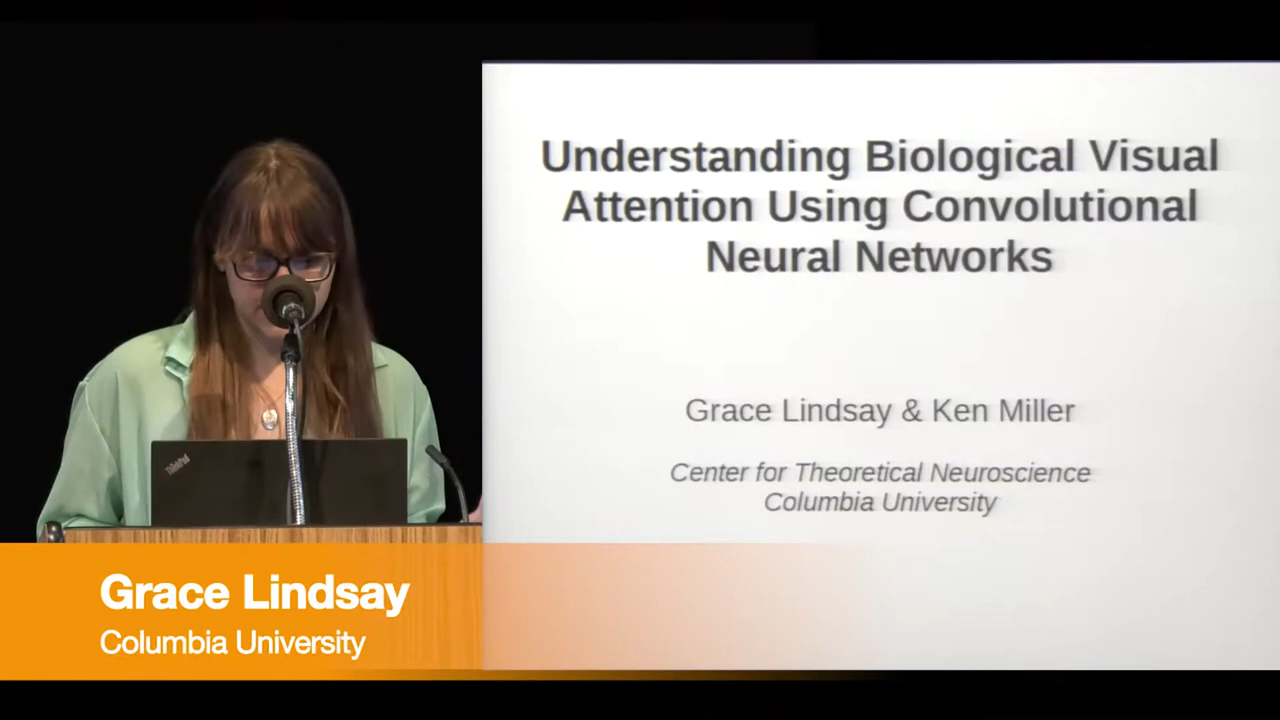 Understanding Biological Visual
Attention Using Convolutional
Neural Networks
Grace Lindsay & Ken Miller
Center for Theoretical Neuroscience
Columbia University
ThinkPad
Grace Lindsay
Columbia University